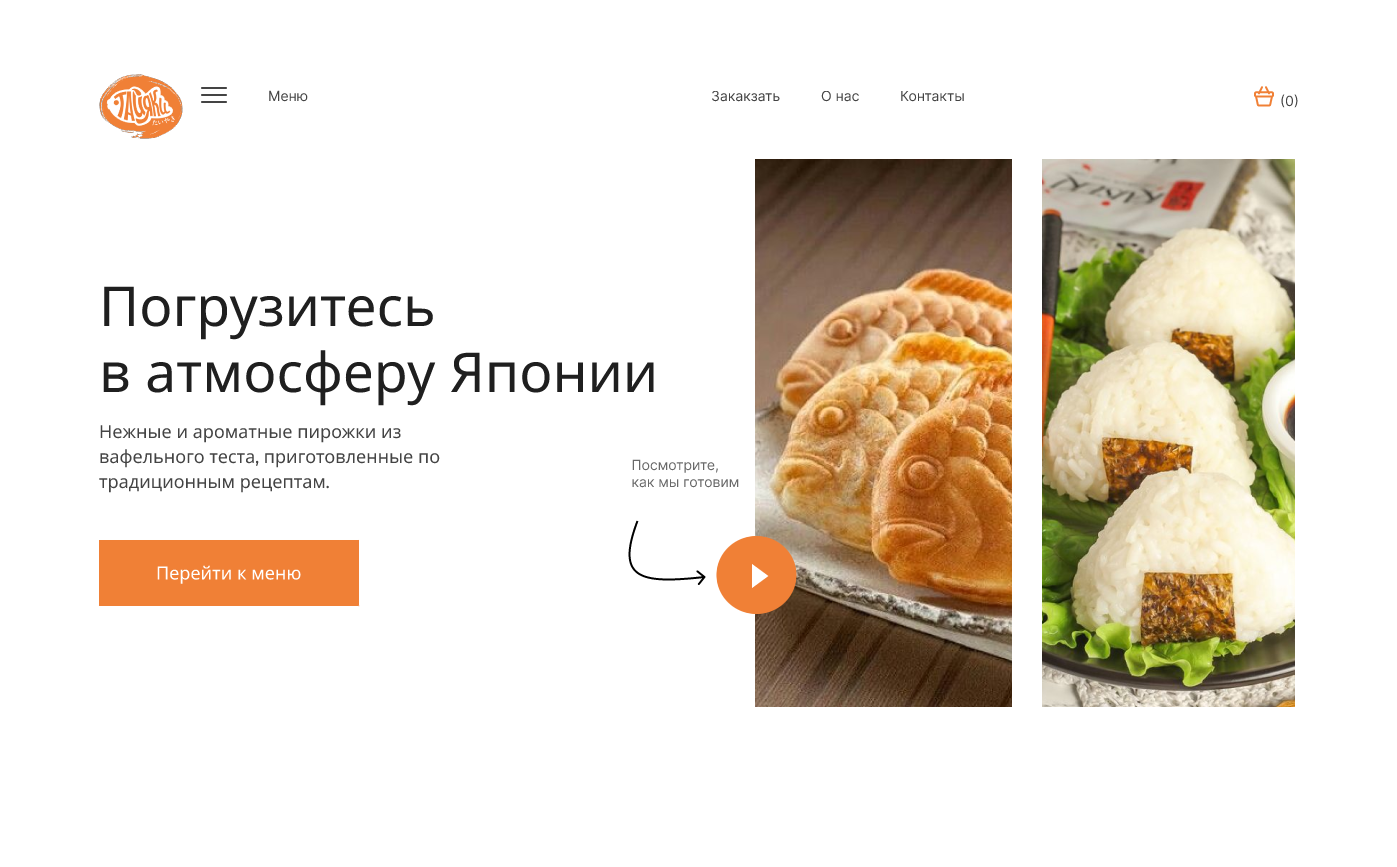 ТАЙЯКИ
Меню
Закакзать
О нас
Контакты
(0)
Погрузитесь
в атмосферу Японии
Нежные и ароматные пирожки из
вафельного теста, приготовленные по
традиционным рецептам.
Посмотрите,
как мы готовим
Перейти к меню